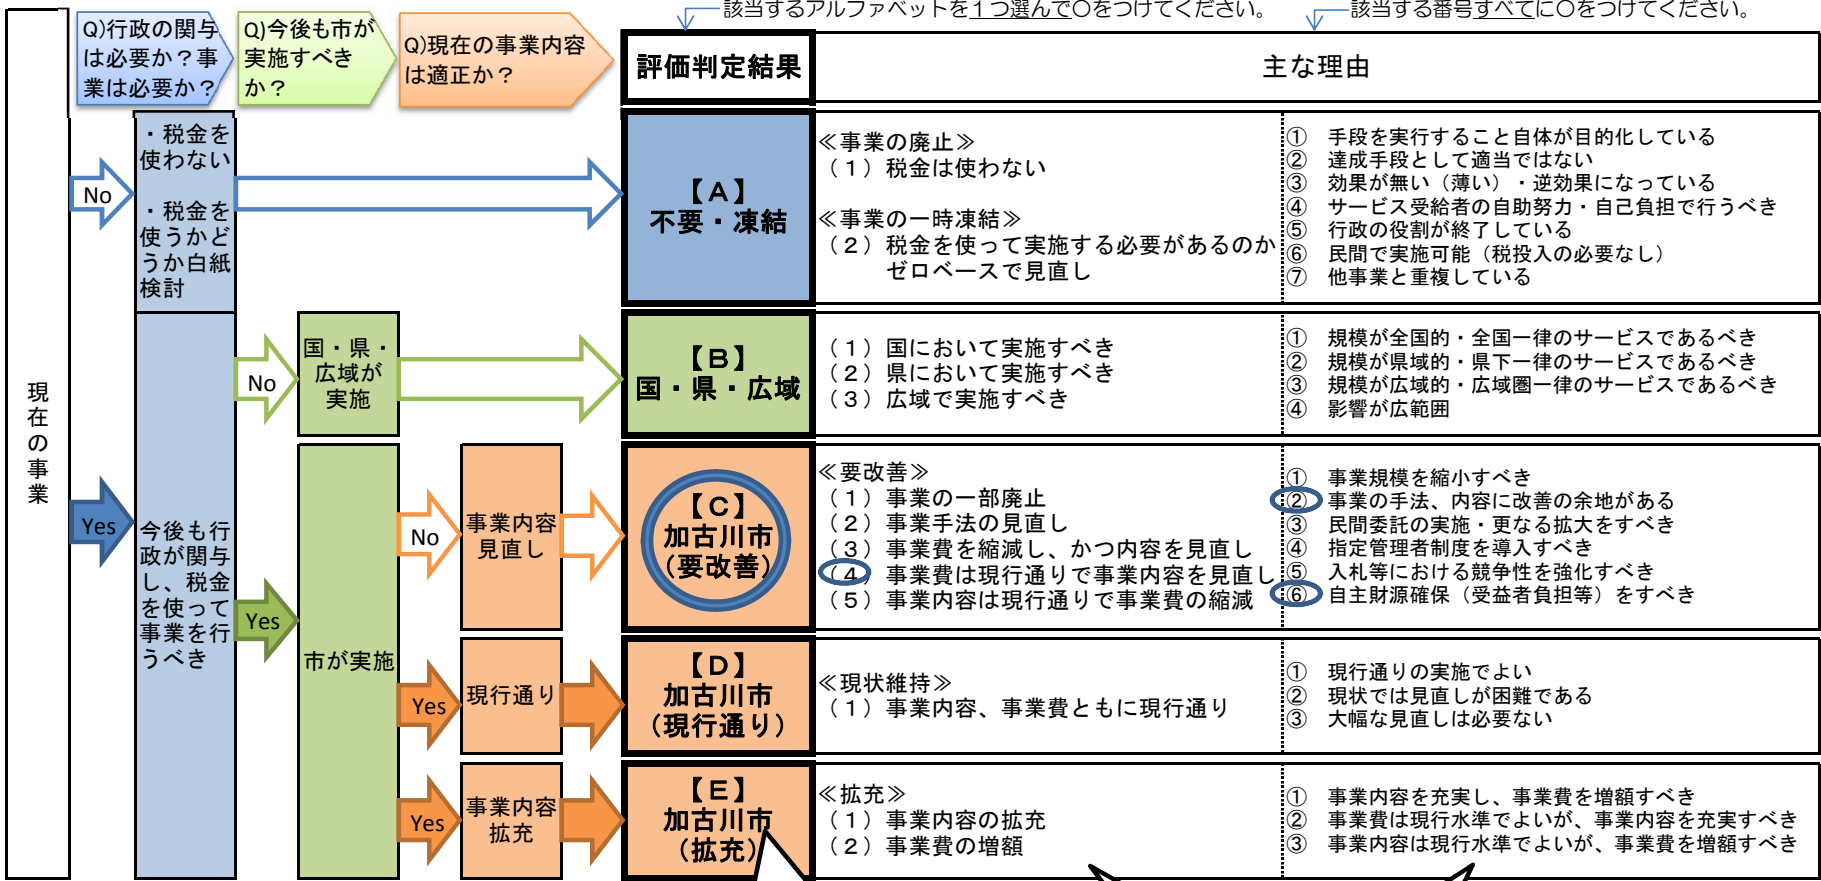 該当するアルファベットを1つ選んで〇をつけてください。
該当する番号すべてに〇をつけてください。
Q)行政の関与
は必要か？事
業は必要か？
Q)今後も市が
実施すべき
か？
Q)現在の事業内容
は適正か？
評価判定結果
主な理由
現在の事業
No
・税金を
使わない
・税金を
使うかど
うか白紙
検討
【A】
不要・凍結
≪事業の廃止≫
（1）税金は使わない
≪事業の一時凍結≫
（2）税金を使って実施する必要があるのか
ゼロベースで見直し
① 手段を実行すること自体が目的化している
② 達成手段として適当ではない
③ 効果が無い（薄い）・逆効果になっている
④ サービス受給者の自助努力・自己負担で行うべき
⑤ 行政の役割が終了している
⑥ 民間で実施可能（税投入の必要なし）
⑦ 他事業と重複している
No
国・県・
広域が
実施
【B】
国・県・広域
（1）国において実施すべき
（2）県において実施すべき
（3）広域で実施すべき
① 規模が全国的・全国一律のサービスであるべき
② 規模が県域的・県下一律のサービスであるべき
③ 規模が広域的・広域圏一律のサービスであるべき
④ 影響が広範囲
Yes
今後も行
政が関与
し、税金
を使って
事業を行
うべき
Yes
市が実施
No
事業内容
見直し
【C】
加古川市
（要改善）
≪要改善≫
（1）事業の一部廃止
（2）事業手法の見直し
（3）事業費を縮減し、かつ内容を見直し
（4）事業費は現行通りで事業内容を見直し
（5）事業内容は現行通りで事業費の縮減
① 事業規模を縮小すべき
② 事業の手法、内容に改善の余地がある
③ 民間委託の実施・更なる拡大をすべき
④ 指定管理者制度を導入すべき
⑤ 入札等における競争性を強化すべき
⑥ 自主財源確保（受益者負担等）をすべき
Yes
現行通り
【D】
加古川市
（現行通り）
≪現状維持≫
（1）事業内容、事業費ともに現行通り
① 現行通りの実施でよい
② 現状では見直しが困難である
③ 大幅な見直しは必要ない
Yes
事業内容
拡充
【E】
加古川市
（拡充）
≪拡充≫
（1）事業内容の拡充
（2）事業費の増額
① 事業内容を充実し、事業費を増額すべき
② 事業費は現行水準でよいが、事業内容を充実すべき
③ 事業内容は現行水準でよいが、事業費を増額すべき